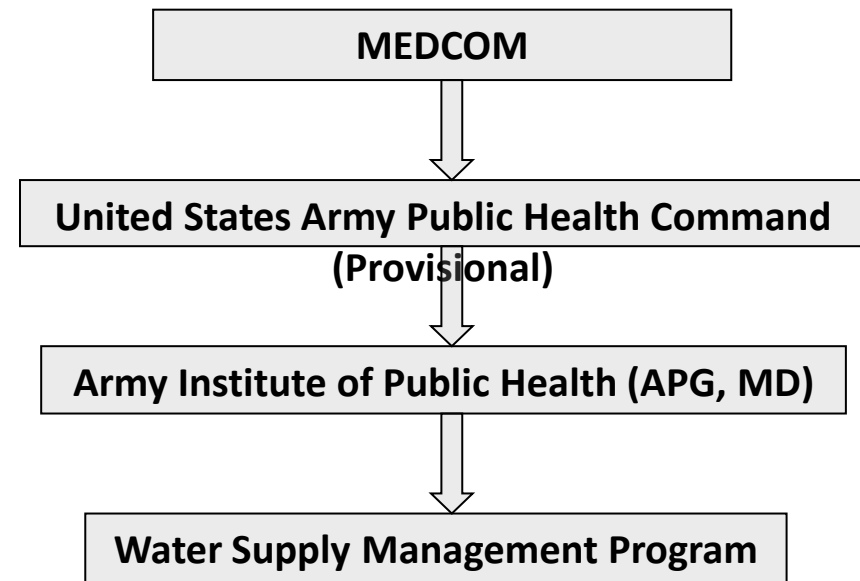 MEDCOM
United States Army Public Health Command
(Provisional)
Army Institute of Public Health (APG, MD)
Water Supply Management Program